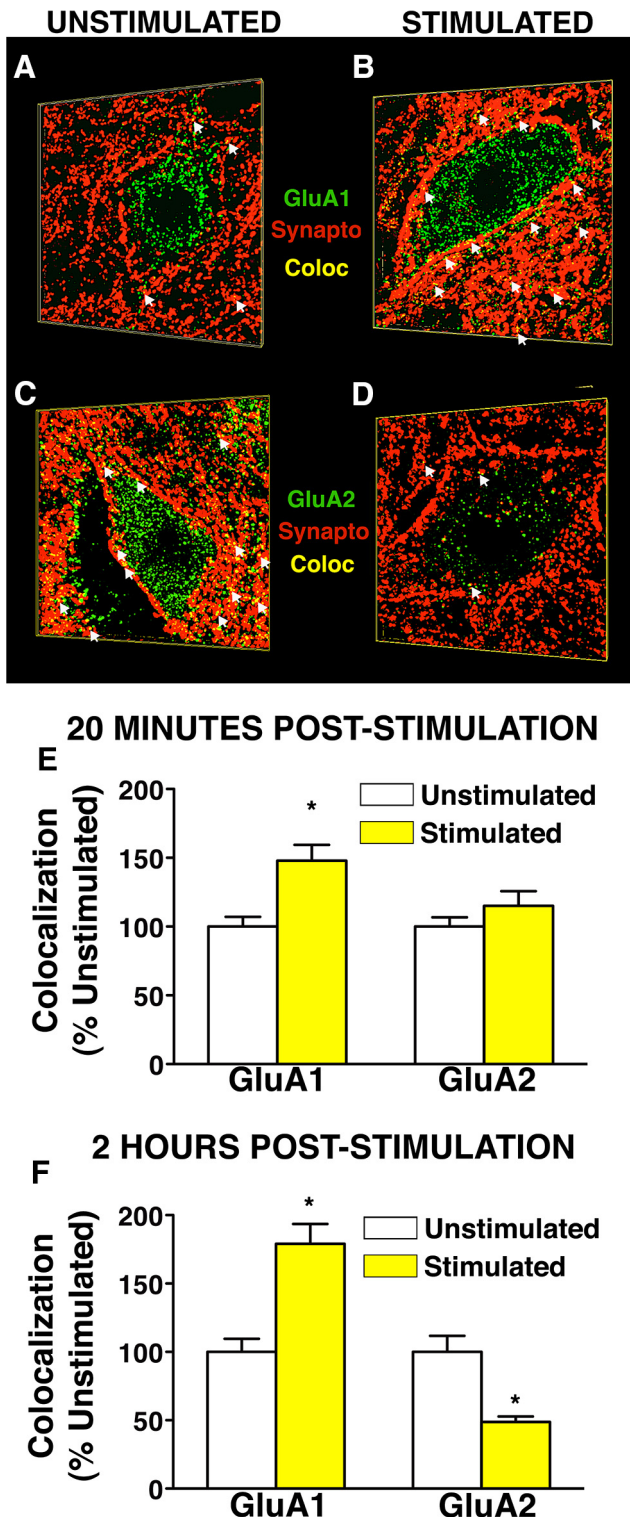 UNSTIMULATED STIMULATED
A B
GluA1
Synapto
Coloc
C D
GluA2
Synapto
Coloc
20 MINUTES POST-STIMULATION
E
Colocalization
(% Unstimulated)
200
150
100
50
0
*
Unstimulated
Stimulated
GluA1 GluA2
2 HOURS POST-STIMULATION
F
Colocalization
(% Unstimulated)
200
150
100
50
0
*
*
Unstimulated
Stimulated
GluA1 GluA2